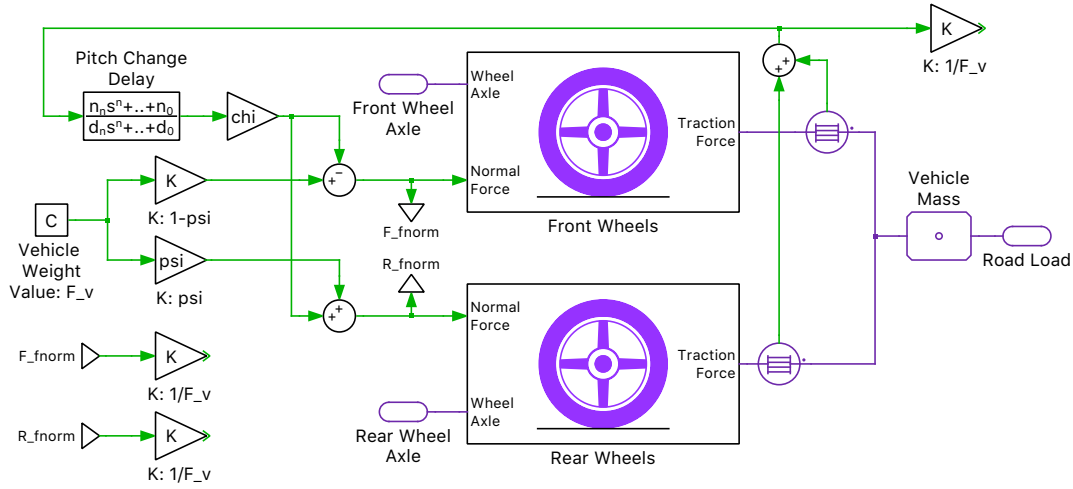 K
K: 1/F_v
Pitch Change
Delay
nₙsⁿ+..+n₀
dₙsⁿ+..+d₀
chi
Wheel
Axle
Front Wheel
Axle
Traction
Force
Normal
Force
Front Wheels
+
+
+
−
K
K: 1-psi
C
Vehicle
Weight
Value: F_v
psi
K: psi
F_fnorm
R_fnorm
Vehicle
Mass
Road Load
+
+
Normal
Force
Traction
Force
Wheel
Axle
Rear Wheel
Axle
Rear Wheels
F_fnorm
K
K: 1/F_v
R_fnorm
K
K: 1/F_v